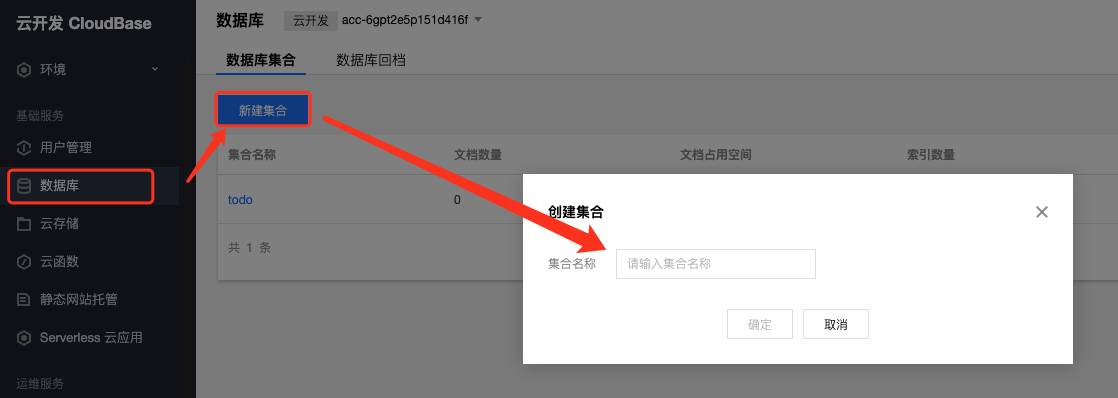 云开发 CloudBase
环境
基础服务
用户管理
数据库
云存储
云函数
静态网站托管
Serverless 云应用
运维服务
数据库 云开发 acc-6gpt2e5p151d416f
数据库集合 数据库回档
新建集合
集合名称 文档数量 文档占用空间 索引数量
todo 0
共 1 条
创建集合
集合名称 请输入集合名称
确定 取消